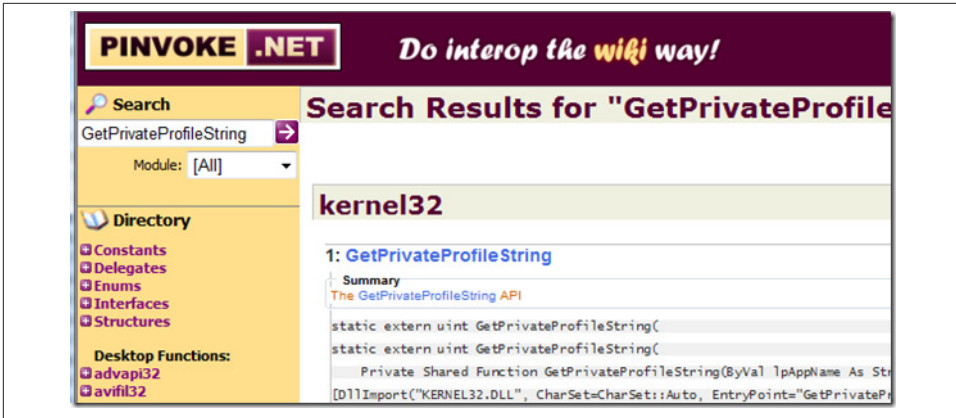 PINVOKE .NET
Do interop the wiki way!
Search
GetPrivateProfileString
Module: [All]
Directory
Constants
Delegates
Enums
Interfaces
Structures
Desktop Functions:
advapi32
avifil32
Search Results for "GetPrivateProfile
kernel32
1: GetPrivateProfileString
Summary
The GetPrivateProfileString API
static extern uint GetPrivateProfileString(
static extern uint GetPrivateProfileString(
Private Shared Function GetPrivateProfileString(ByVal lpAppName As Str
[DllImport("KERNEL32.DLL", CharSet=CharSet::Auto, EntryPoint="GetPrivatePr